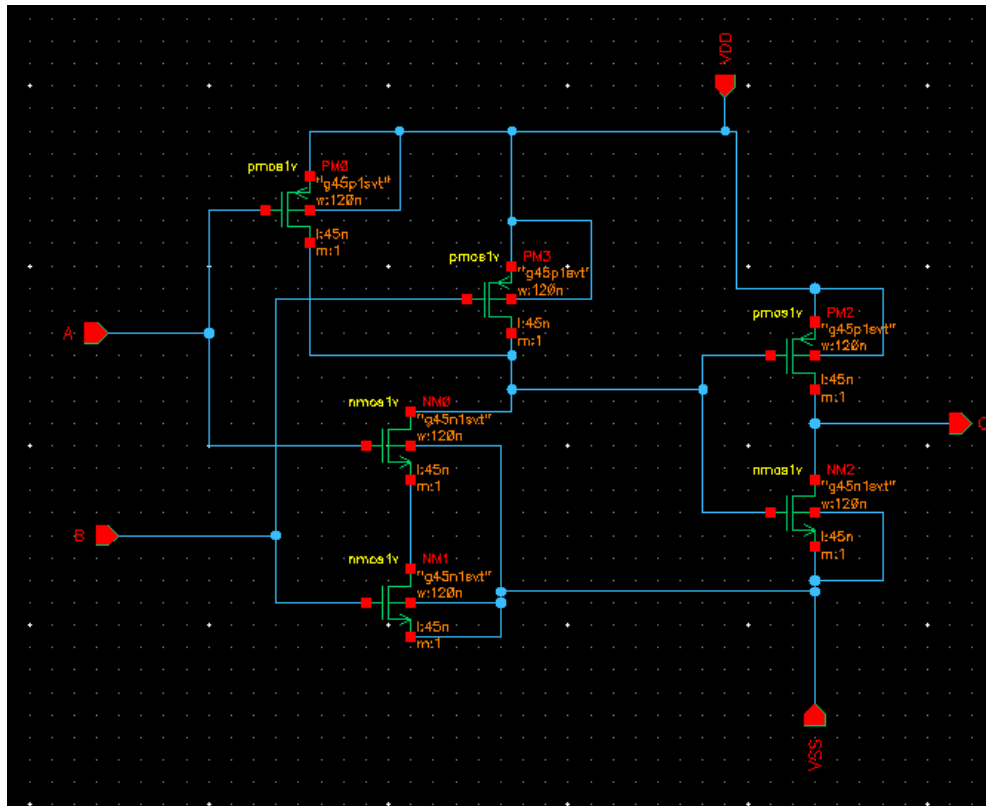 VDD
pmos1v
PM0
"g45p1svt"
w:120n
l:45n
m:1
pmos1v
PM3
"g45p1svt"
w:120n
l:45n
m:1
A
pmos1v
PM2
"g45p1svt"
w:120n
l:45n
m:1
nmos1v
NM0
"g45n1svt"
w:120n
l:45n
m:1
nmos1v
NM2
"g45n1svt"
w:120n
l:45n
m:1
B
nmos1v
NM1
"g45n1svt"
w:120n
l:45n
m:1
VSS